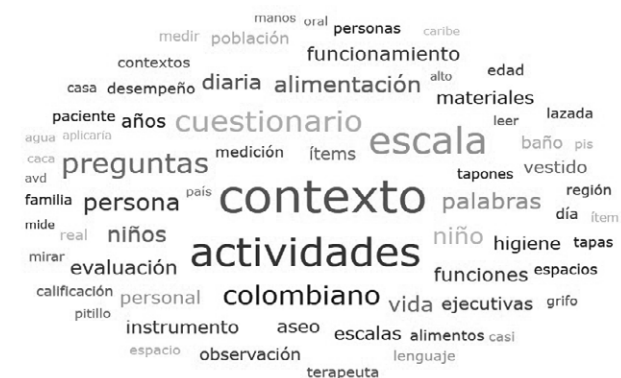 manos oral personas caribe
medir población
funcionamiento
contextos
alto edad
casa desempeño diaria alimentación
materiales
paciente años cuestionario leer lazada
agua aplicaría escala baño pis
caca preguntas medición ítems
avd tapones vestido
familia persona país contexto palabras región
día ítem
mide real niños niño
actividades higiene tapas
mirar evaluación funciones espacios
calificación personal colombiano vida ejecutivas grifo
pitillo
instrumento aseo escalas alimentos casi
espacio observación lenguaje
terapeuta